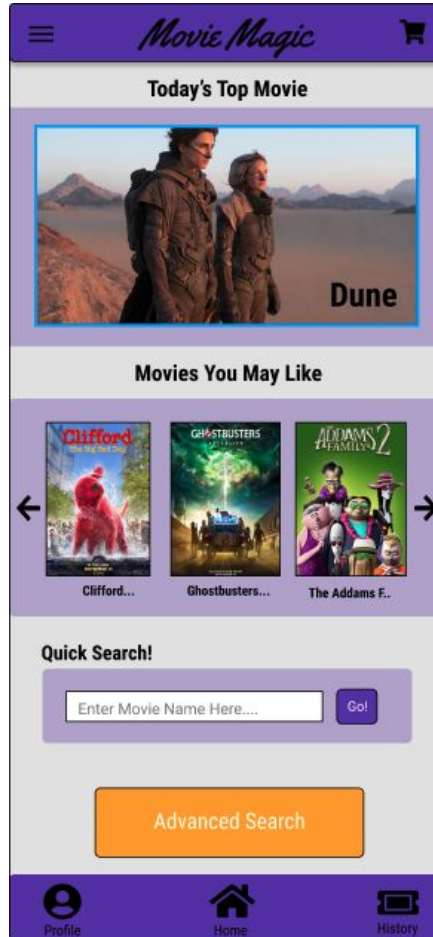 Movie Magic
Today's Top Movie
Dune
Movies You May Like
Clifford
the Big Red Dog
GHOSTBUSTERS
AFTERLIFE
ADDAMS
FAMILY 2
Clifford...
Ghostbusters...
The Addams F..
Quick Search!
Enter Movie Name Here....
Go!
Advanced Search
Profile
Home
History